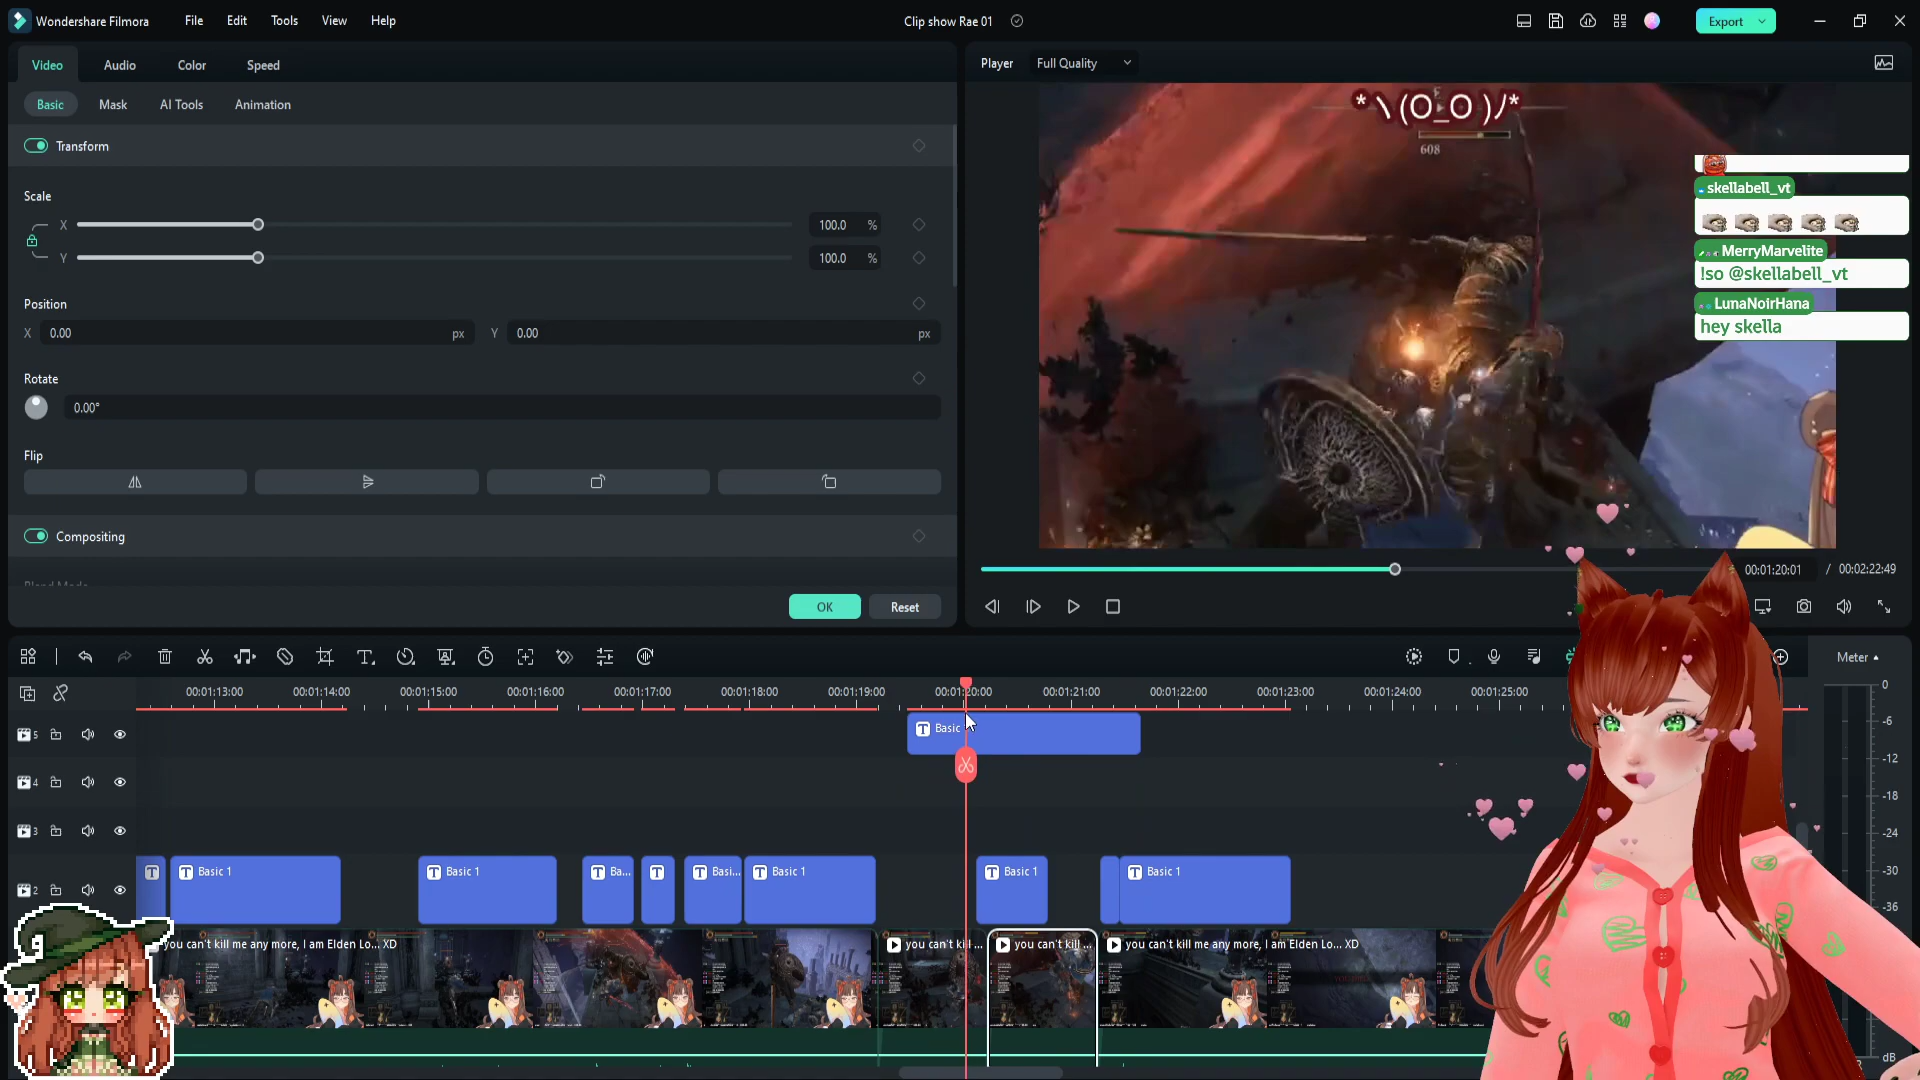 Wondershare Filmora
File
Edit
Tools
View
Help
Clip show Rae 01
Export
Video
Audio
Color
Speed
Player
Full Quality
Basic
Mask
AI Tools
Animation
Transform
Scale
X
100.0
%
Y
100.0
%
Position
X
0.00
px
Y
0.00
px
Rotate
0.00°
Flip
Compositing
Blend Mode
OK
Reset
*ヽ(O_O )/*
608
skellabell_vt
MerryMarvelite
!so @skellabell_vt
LunaNoirHana
hey skella
00:01:20:01
/
00:02:22:49
Meter
00:01:13:00
00:01:14:00
00:01:15:00
00:01:16:00
00:01:17:00
00:01:18:00
00:01:19:00
00:01:20:00
00:01:21:00
00:01:22:00
00:01:23:00
00:01:24:00
00:01:25:00
5
Basic
4
3
2
T
T Basic 1
T Basic 1
T Ba...
T
T Basi...
T Basic 1
T Basic 1
T Basic 1
you can't kill me any more, I am Elden Lo... XD
you can't kill ...
you can't kill ...
you can't kill me any more, I am Elden Lo... XD
0
-6
-12
-18
-24
-30
-36
dB